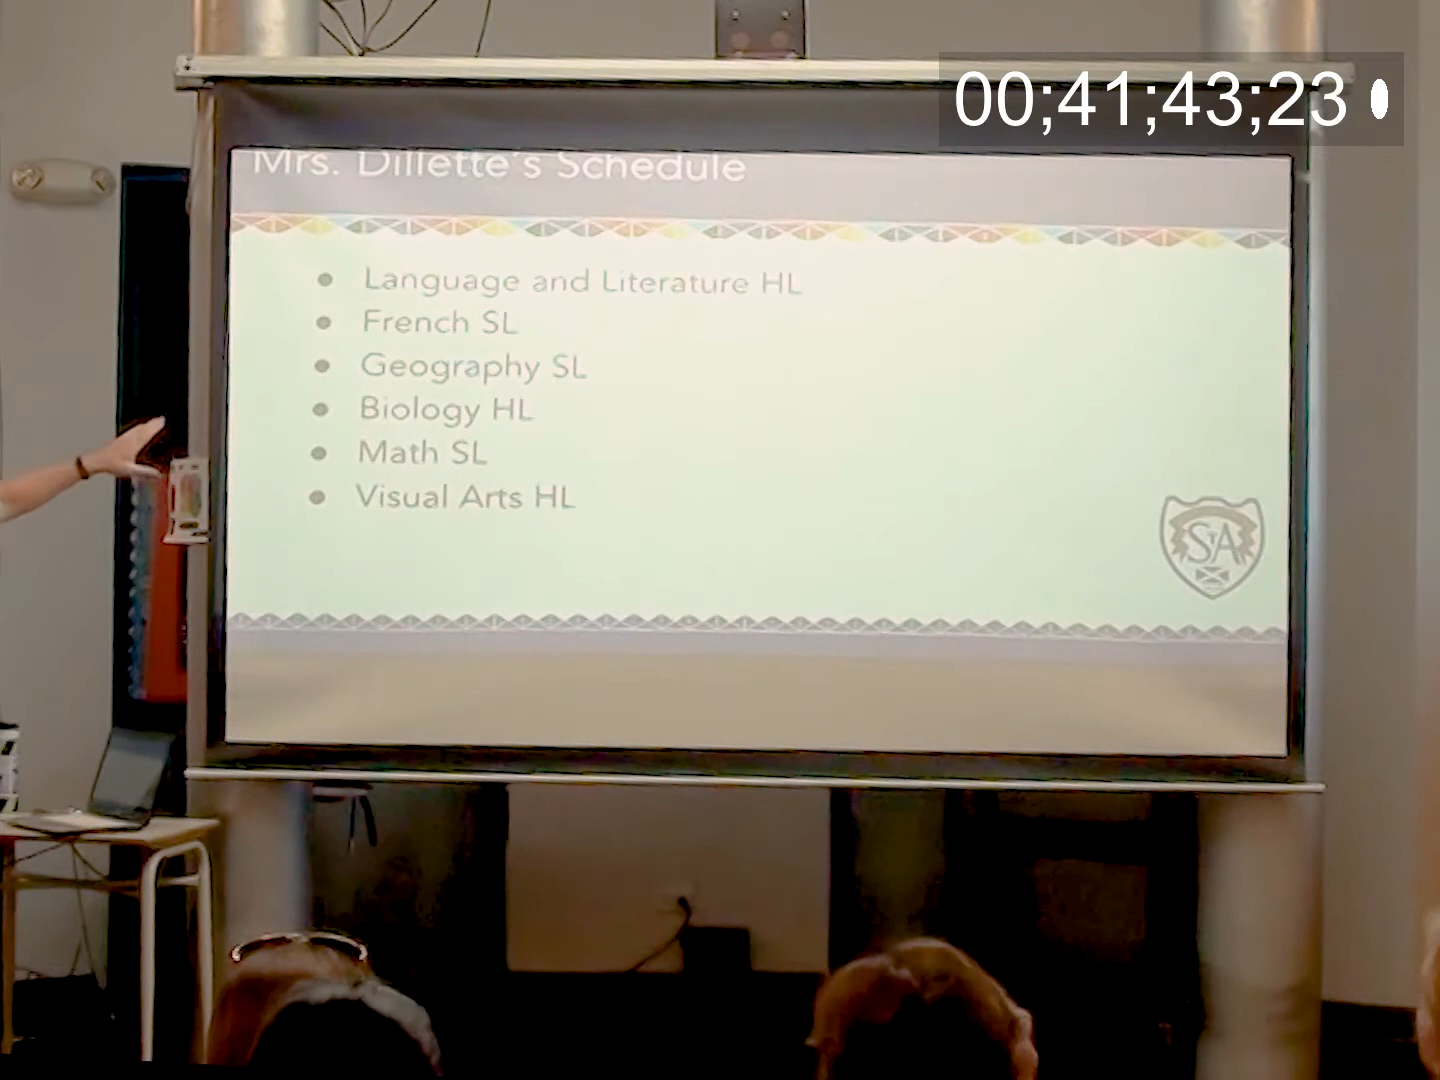 00;41;43;23
Mrs. Dillette's Schedule
● Language and Literature HL
● French SL
● Geography SL
● Biology HL
● Math SL
● Visual Arts HL
STA